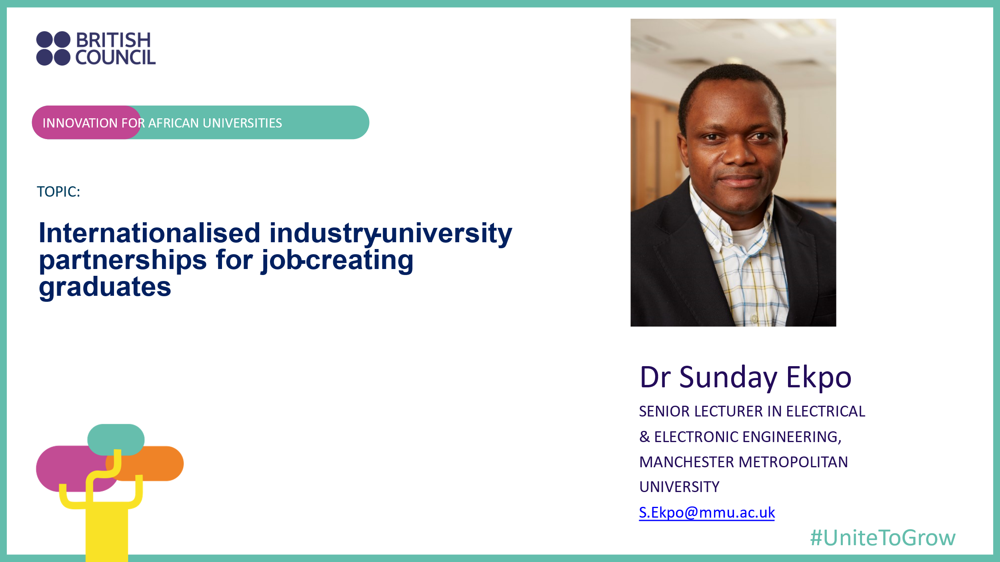 BRITISH
COUNCIL
INNOVATION FOR AFRICAN UNIVERSITIES
TOPIC:
Internationalised industry-university
partnerships for job-creating
graduates
Dr Sunday Ekpo
SENIOR LECTURER IN ELECTRICAL
& ELECTRONIC ENGINEERING,
MANCHESTER METROPOLITAN
UNIVERSITY
S.Ekpo@mmu.ac.uk
#UniteToGrow